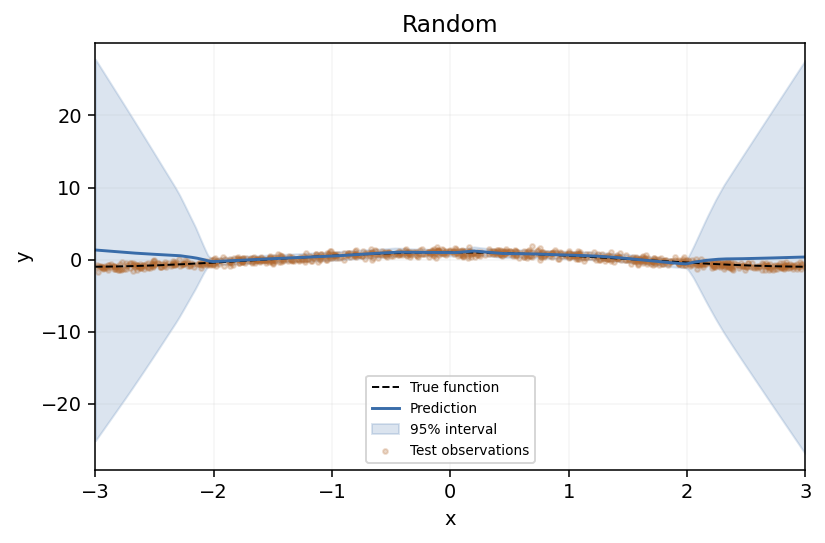 Random
20
10
0
−10
−20
y
−3
−2
−1
0
1
2
3
x
True function
Prediction
95% interval
Test observations